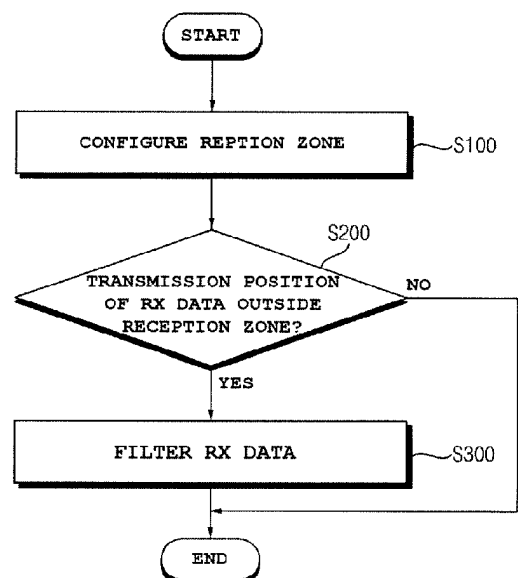 START
CONFIGURE REPTION ZONE
S100
S200
TRANSMISSION POSITION
OF RX DATA OUTSIDE
RECEPTION ZONE?
NO
YES
FILTER RX DATA
S300
END